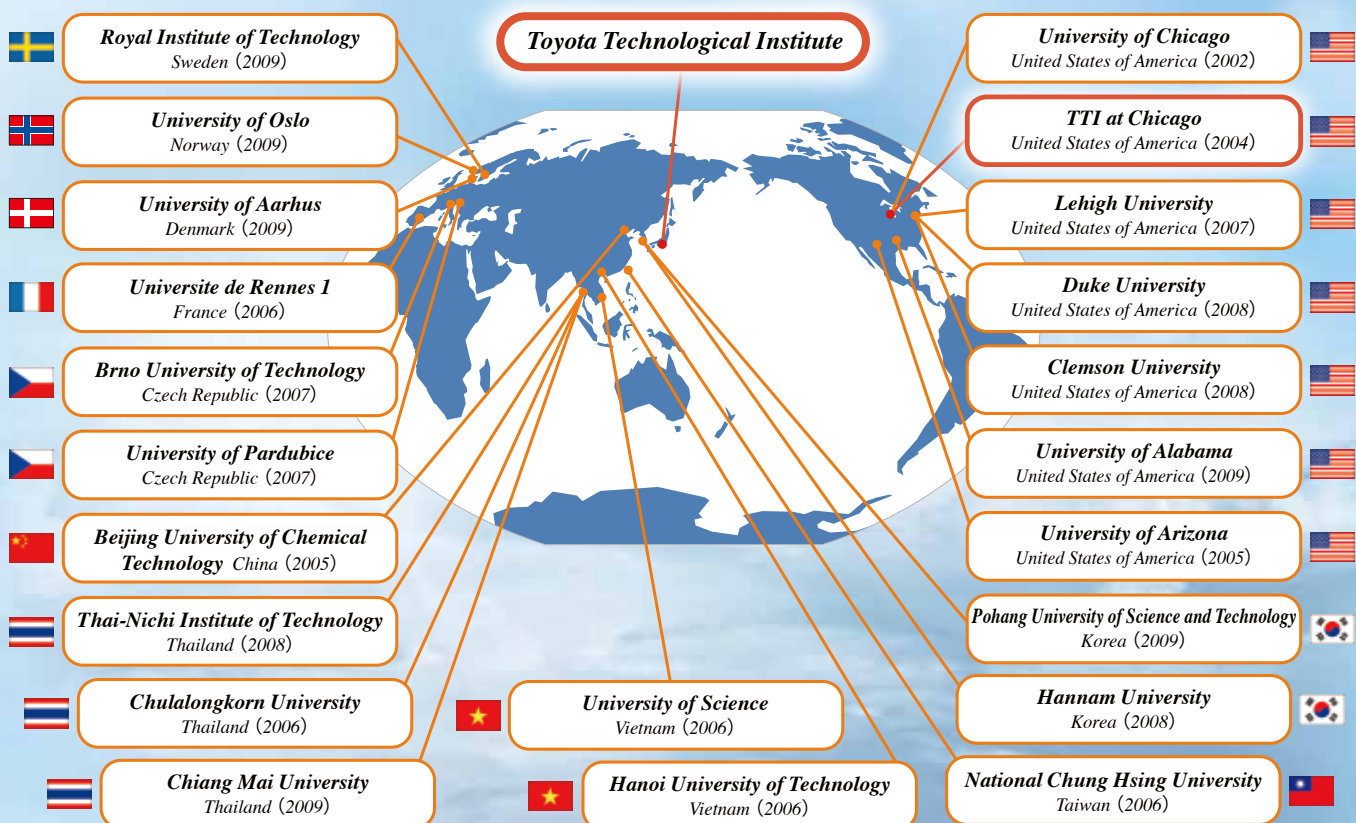 Toyota Technological Institute
Royal Institute of Technology
Sweden (2009)
University of Oslo
Norway (2009)
University of Aarhus
Denmark (2009)
Universite de Rennes 1
France (2006)
Brno University of Technology
Czech Republic (2007)
University of Pardubice
Czech Republic (2007)
Beijing University of Chemical
Technology China (2005)
Thai-Nichi Institute of Technology
Thailand (2008)
Chulalongkorn University
Thailand (2006)
Chiang Mai University
Thailand (2009)
University of Science
Vietnam (2006)
Hanoi University of Technology
Vietnam (2006)
University of Chicago
United States of America (2002)
TTI at Chicago
United States of America (2004)
Lehigh University
United States of America (2007)
Duke University
United States of America (2008)
Clemson University
United States of America (2008)
University of Alabama
United States of America (2009)
University of Arizona
United States of America (2005)
Pohang University of Science and Technology
Korea (2009)
Hannam University
Korea (2008)
National Chung Hsing University
Taiwan (2006)